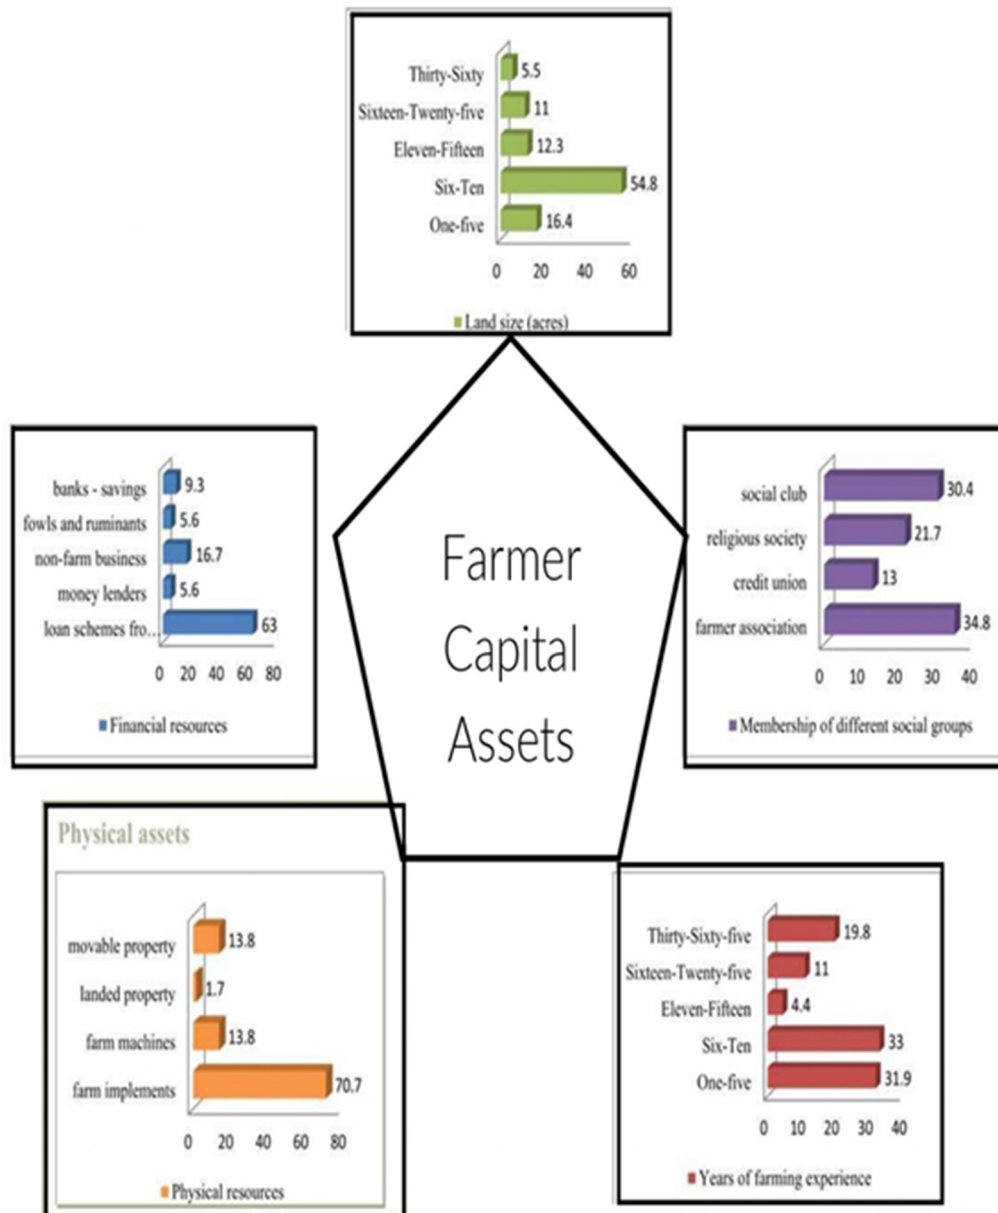 Thirty-Sixty 5.5
Sixteen-Twenty-five 11
Eleven-Fifteen 12.3
Six-Ten 54.8
One-five 16.4
0 20 40 60
Land size (acres)
banks - savings 9.3
fowls and ruminants 5.6
non-farm business 16.7
money lenders 5.6
loan schemes fro... 63
0 20 40 60 80
Financial resources
Farmer
Capital
Assets
social club 30.4
religious society 21.7
credit union 13
farmer association 34.8
0 10 20 30 40
Membership of different social groups
Physical assets
movable property 13.8
landed property 1.7
farm machines 13.8
farm implements 70.7
0 20 40 60 80
Physical resources
Thirty-Sixty-five 19.8
Sixteen-Twenty-five 11
Eleven-Fifteen 4.4
Six-Ten 33
One-five 31.9
0 10 20 30 40
Years of farming experience